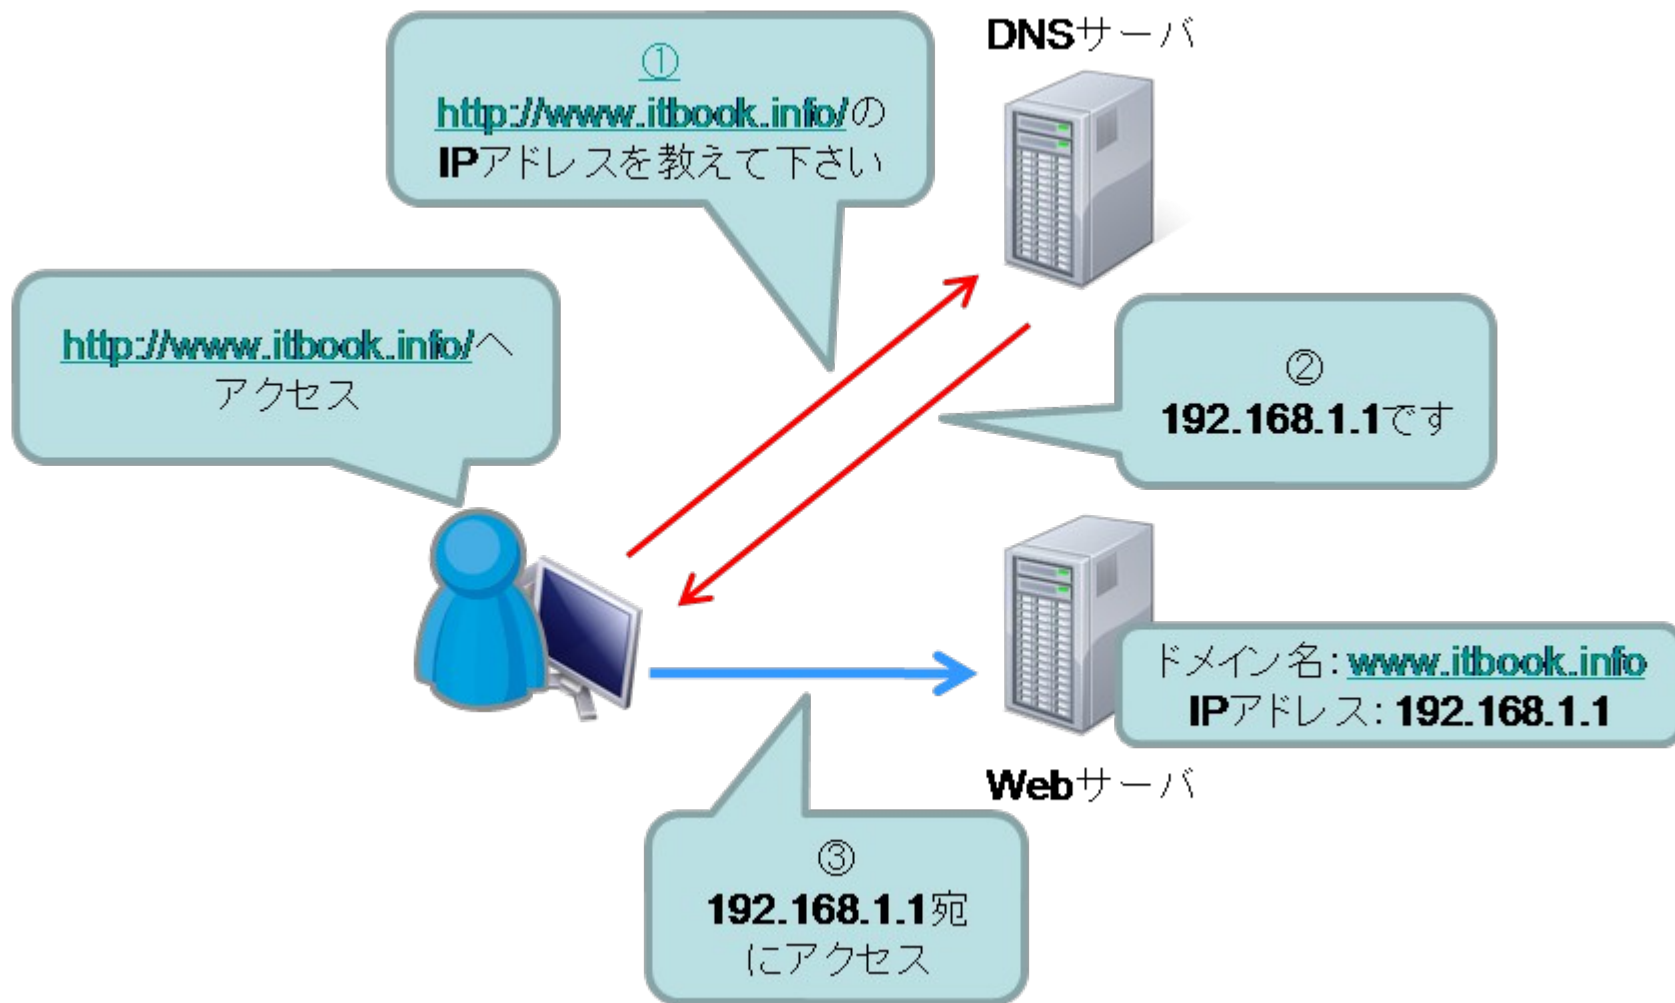 DNSサーバ
①
http://www.itbook.info/の
IPアドレスを教えて下さい
http://www.itbook.info/へ
アクセス
②
192.168.1.1です
ドメイン名：www.itbook.info
IPアドレス：192.168.1.1
Webサーバ
③
192.168.1.1宛
にアクセス